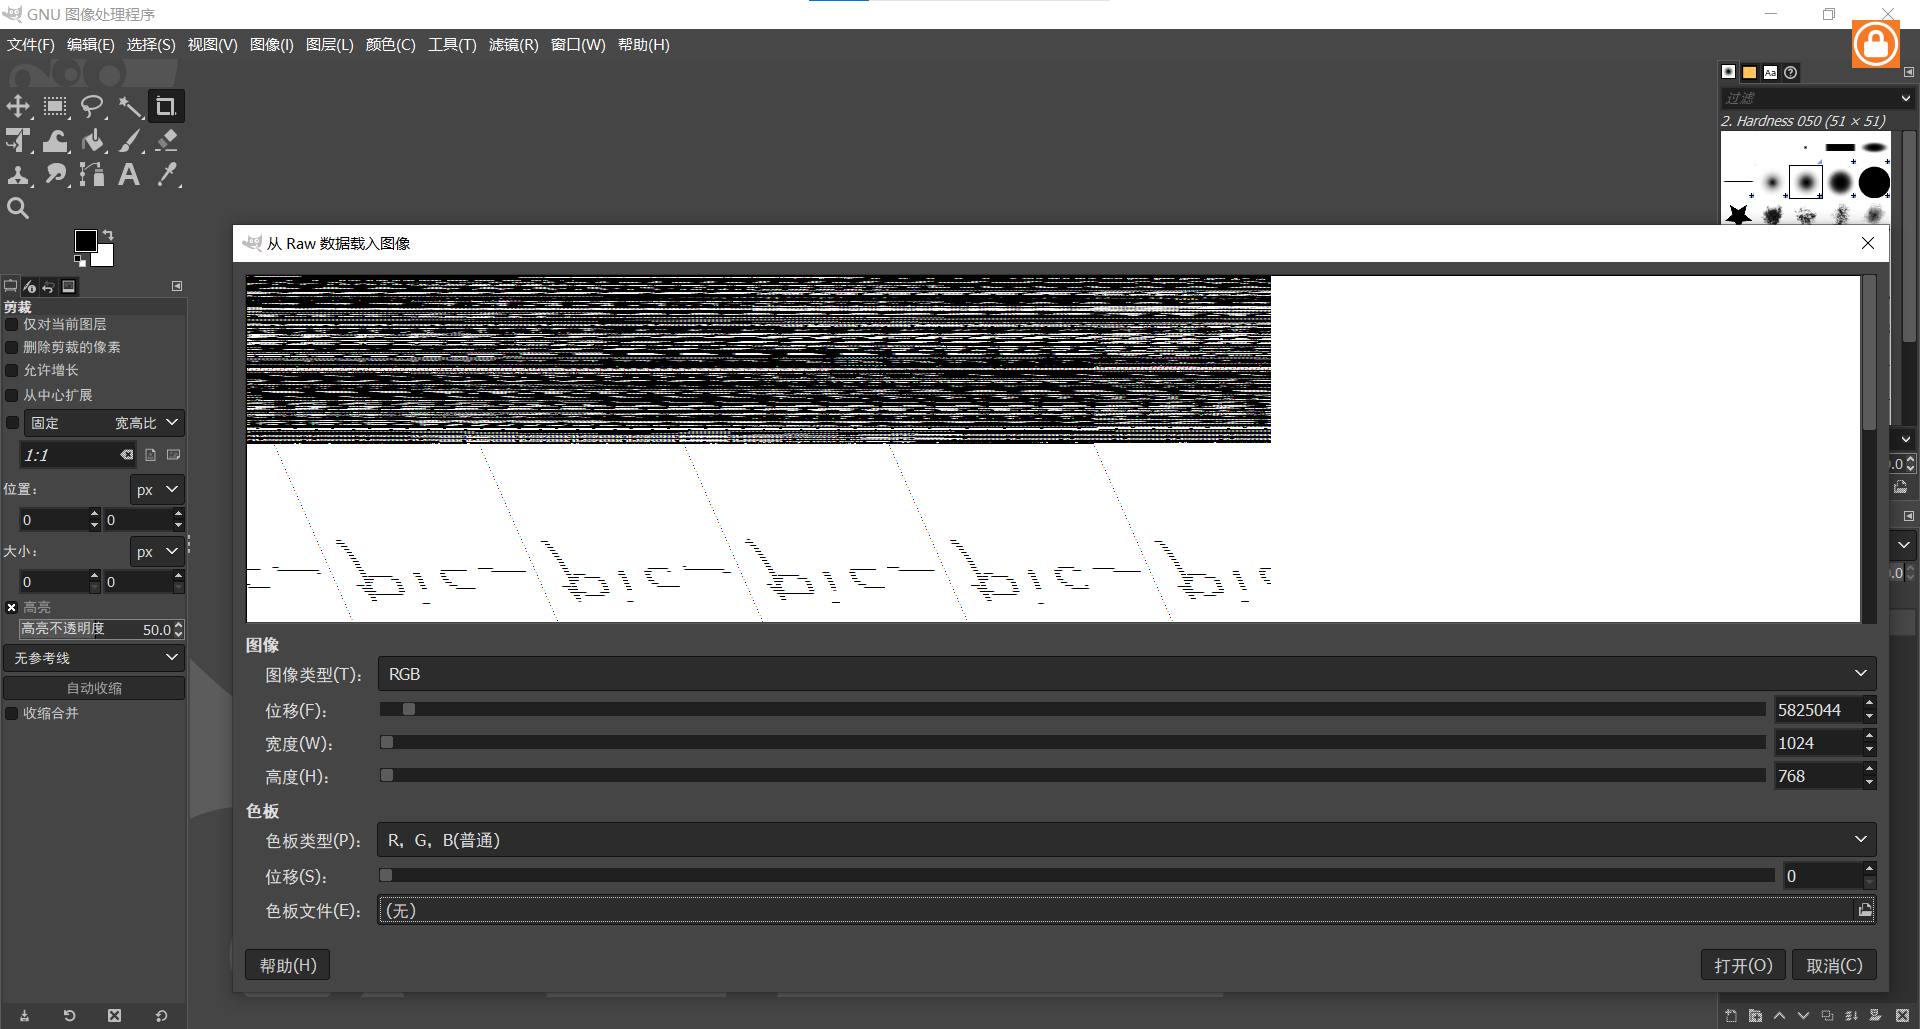 GNU 图像处理程序
文件(F) 编辑(E) 选择(S) 视图(V) 图像(I) 图层(L) 颜色(C) 工具(T) 滤镜(R) 窗口(W) 帮助(H)
Aa
过滤
2. Hardness 050 (51 × 51)
A
剪裁
仅对当前图层
删除剪裁的像素
允许增长
从中心扩展
固定 宽高比
1:1
位置: px
0 0
大小: px
0 0
高亮
高亮不透明度 50.0
无参考线
自动收缩
收缩合并
从 Raw 数据载入图像
图像
图像类型(T): RGB
位移(F): 5825044
宽度(W): 1024
高度(H): 768
色板
色板类型(P): R，G，B(普通)
位移(S): 0
色板文件(E): (无)
帮助(H) 打开(O) 取消(C)